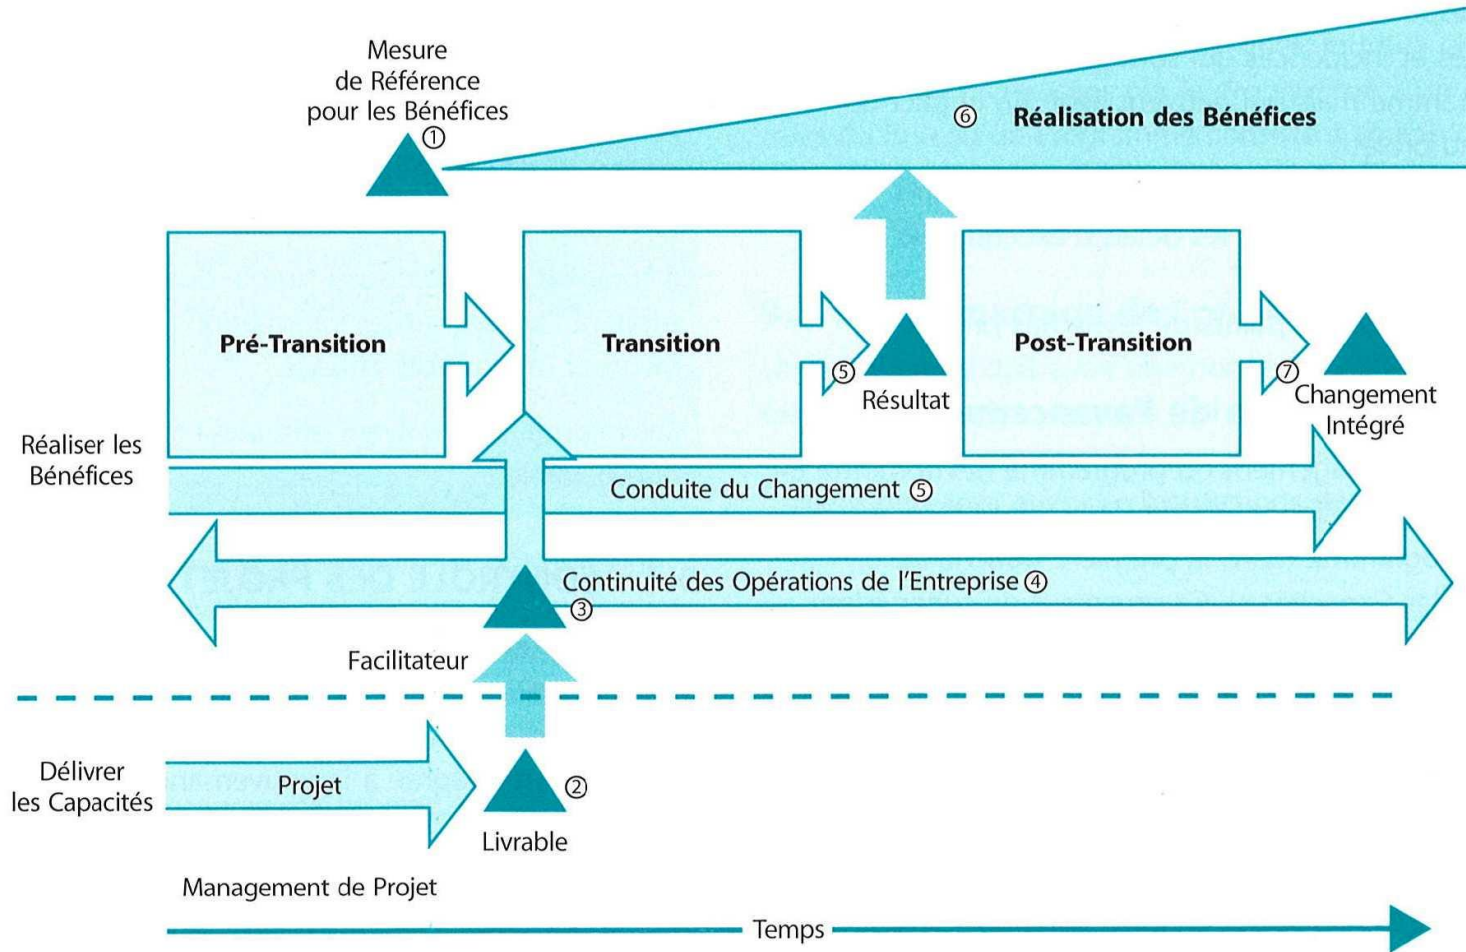 Mesure
de Référence
pour les Bénéfices
①
⑥ Réalisation des Bénéfices
Pré-Transition
Transition
⑤
Résultat
Post-Transition
⑦
Changement
Intégré
Réaliser les
Bénéfices
Conduite du Changement ⑤
Continuité des Opérations de l'Entreprise ④
③
Facilitateur
Délivrer
les Capacités
Projet
②
Livrable
Management de Projet
Temps